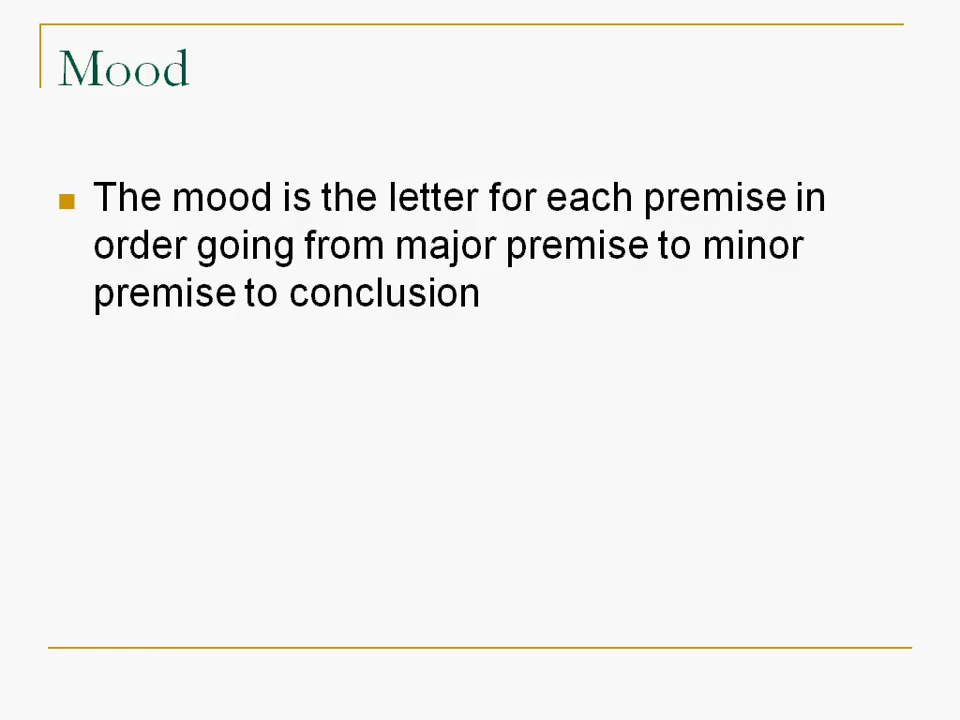 Mood
The mood is the letter for each premise in
order going from major premise to minor
premise to conclusion